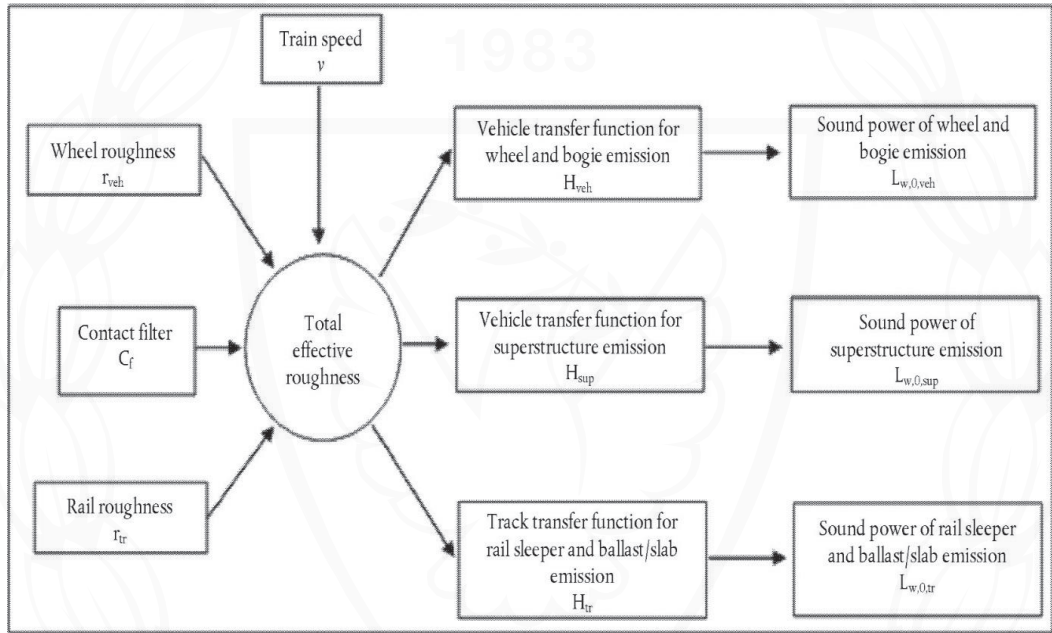 1983
Train speed
v
Wheel roughness
r_veh
Contact filter
C_f
Rail roughness
r_tr
Total
effective
roughness
Vehicle transfer function for
wheel and bogie emission
H_veh
Vehicle transfer function for
superstructure emission
H_sup
Track transfer function for
rail sleeper and ballast/slab
emission
H_tr
Sound power of wheel and
bogie emission
L_w,0,veh
Sound power of
superstructure emission
L_w,0,sup
Sound power of rail sleeper
and ballast/slab emission
L_w,0,tr